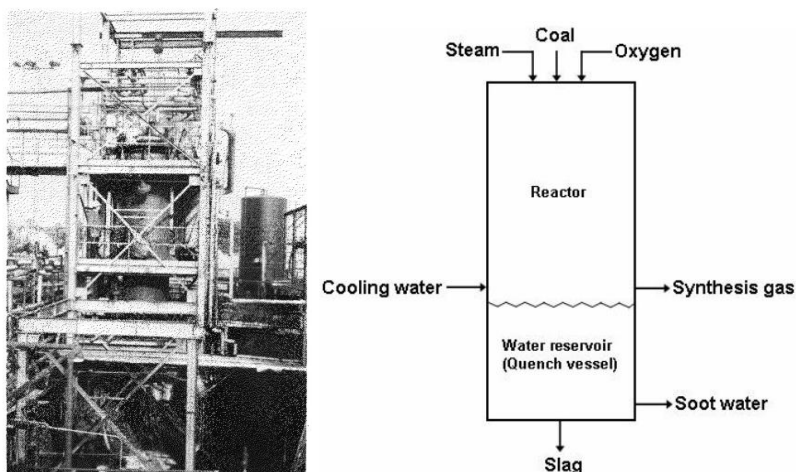 Coal
Steam
Oxygen
Reactor
Cooling water
Synthesis gas
Water reservoir
(Quench vessel)
Soot water
Slag